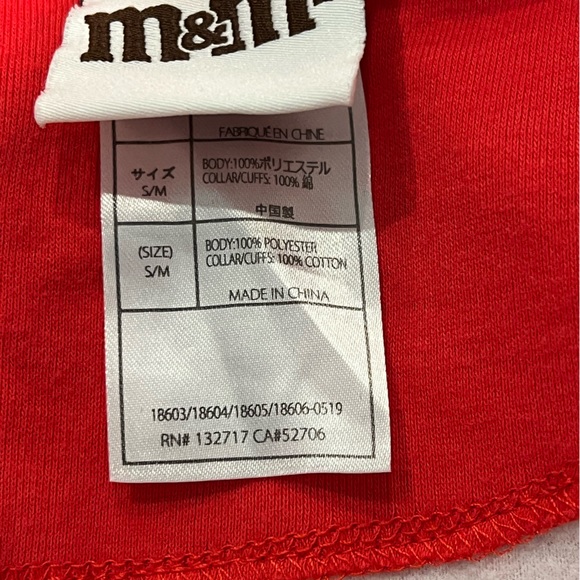 m&m
FABRIQUÉ EN CHINE
サイズ
S/M
BODY:100%ポリエステル
COLLAR/CUFFS: 100% 綿
中国製
(SIZE)
S/M
BODY:100% POLYESTER
COLLAR/CUFFS: 100% COTTON
MADE IN CHINA
18603/18604/18605/18606-0519
RN# 132717 CA#52706